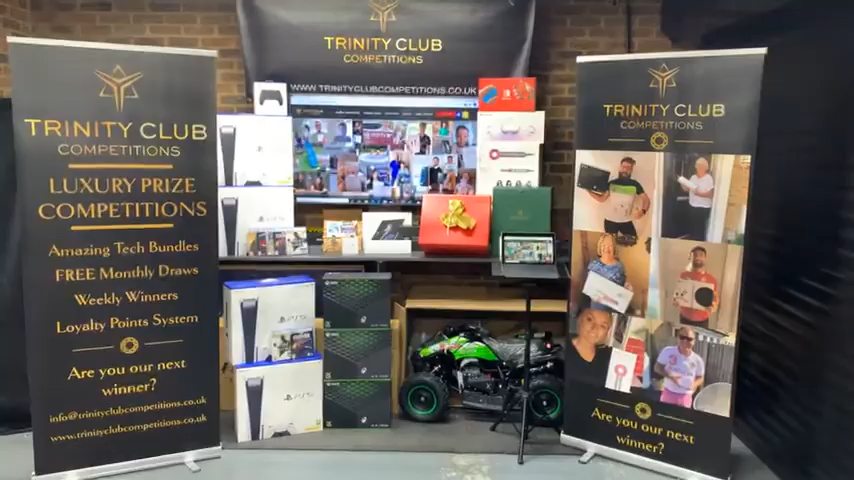 TRINITY CLUB
COMPETITIONS
WWW.TRINITYCLUBCOMPETITIONS.CO.UK
TRINITY CLUB
COMPETITIONS
LUXURY PRIZE
COMPETITIONS
Amazing Tech Bundles
FREE Monthly Draws
Weekly Winners
Loyalty Points System
Are you our next
winner?
info@trinityclubcompetitions.co.uk
www.trinityclubcompetitions.co.uk
PS5
PS5
TRINITY CLUB
COMPETITIONS
Are you our next
winner?